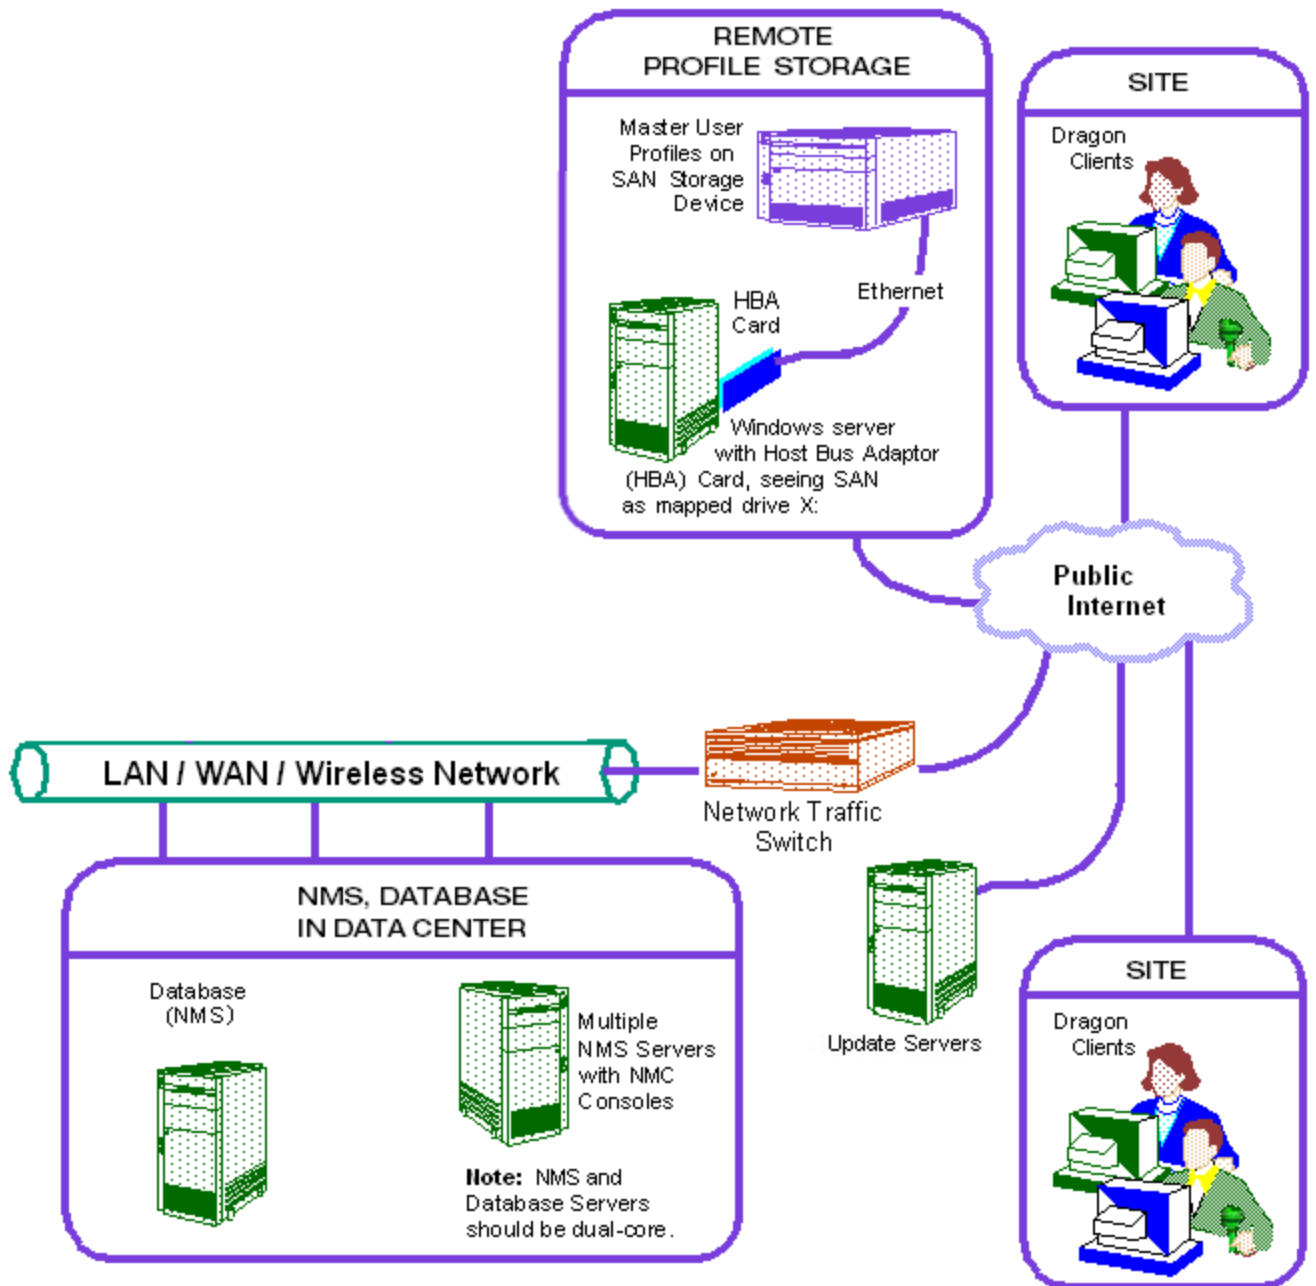 REMOTE
PROFILE STORAGE
Master User
Profiles on
SAN Storage
Device
Ethernet
HBA
Card
Windows server
with Host Bus Adaptor
(HBA) Card, seeing SAN
as mapped drive X:
SITE
Dragon
Clients
Public
Internet
LAN / WAN / Wireless Network
Network Traffic
Switch
NMS, DATABASE
IN DATA CENTER
Database
(NMS)
Multiple
NMS Servers
with NMC
Consoles
Note: NMS and
Database Servers
should be dual-core.
Update Servers
SITE
Dragon
Clients